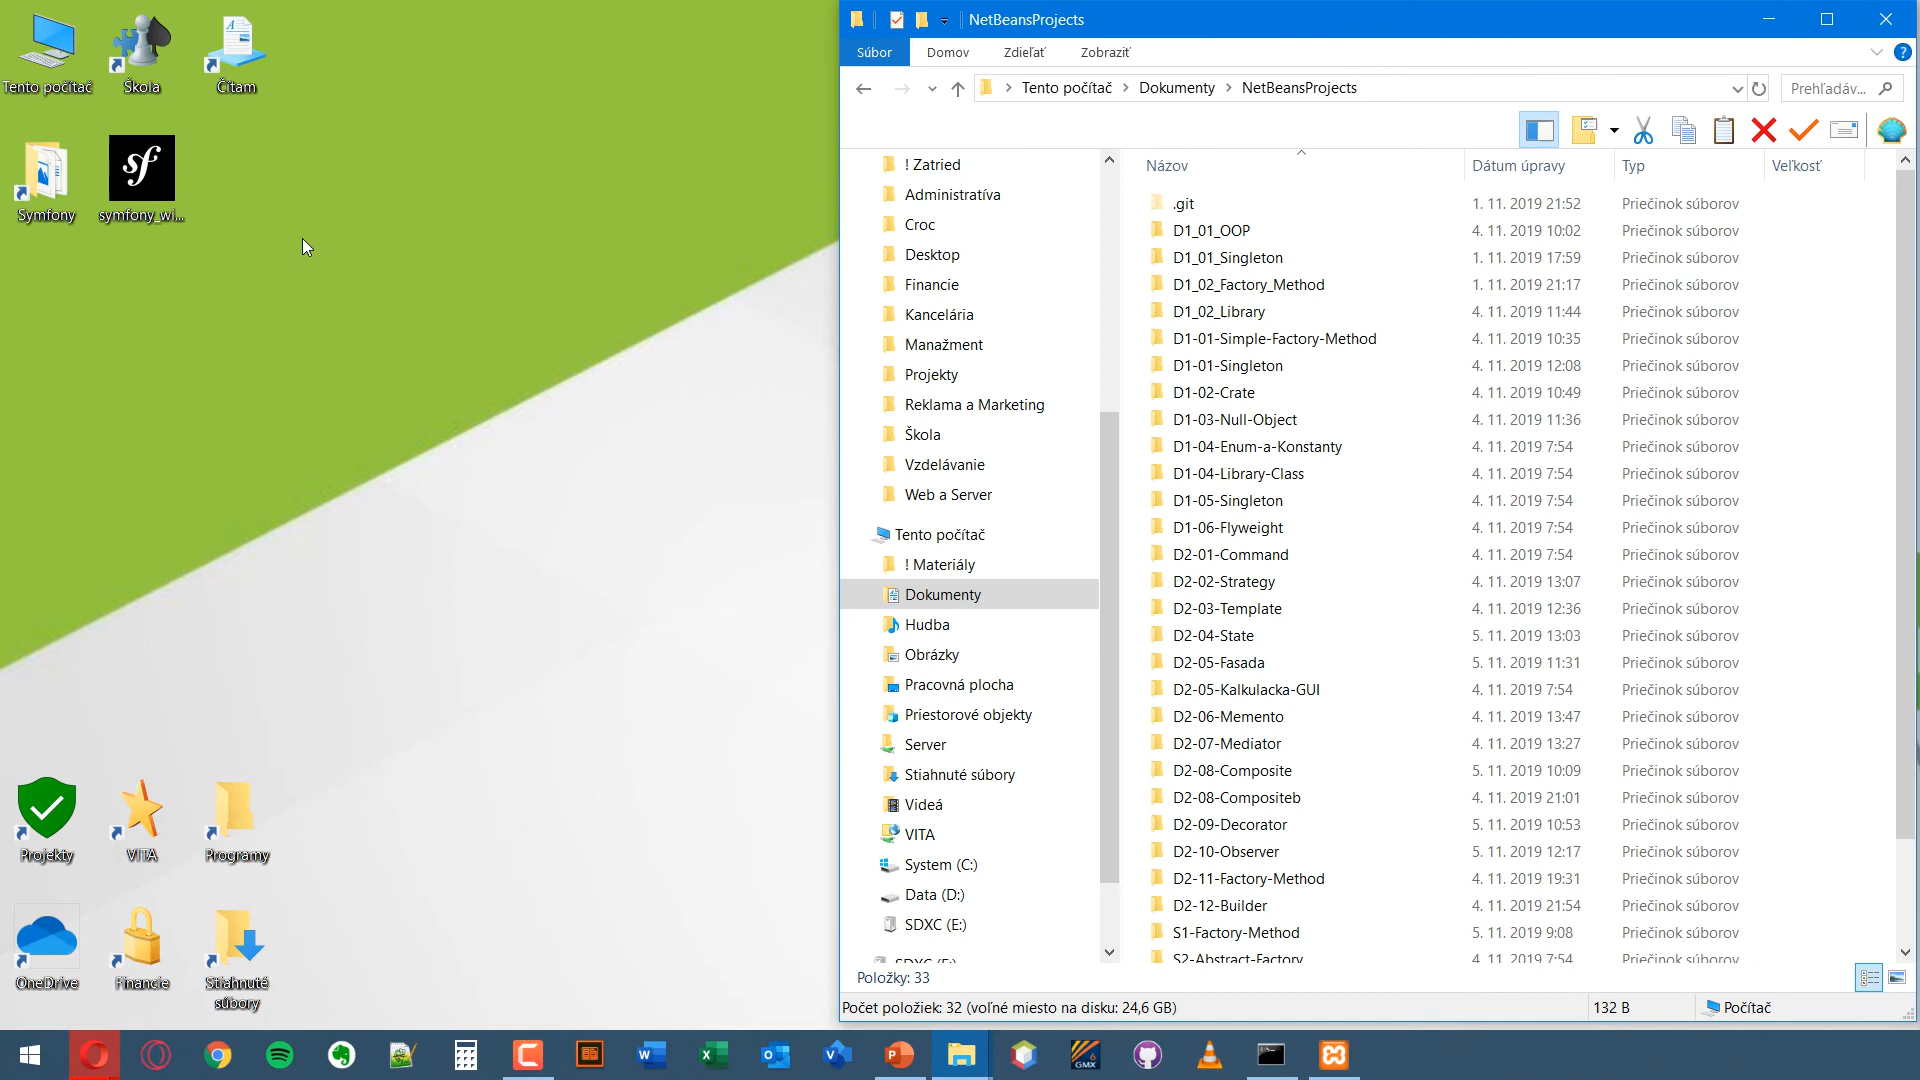 Tento počítač
Škola
Čítam
Symfony
symfony_wi...
Projekty
VITA
Programy
OneDrive
Financie
Stiahnuté
súbory
NetBeansProjects
Súbor
Domov
Zdieľať
Zobraziť
Tento počítač
Dokumenty
NetBeansProjects
Prehľadáv...
! Zatried
Administratíva
Croc
Desktop
Financie
Kancelária
Manažment
Projekty
Reklama a Marketing
Škola
Vzdelávanie
Web a Server
Tento počítač
! Materiály
Dokumenty
Hudba
Obrázky
Pracovná plocha
Priestorové objekty
Server
Stiahnuté súbory
Videá
VITA
System (C:)
Data (D:)
SDXC (E:)
SDXC (E:)
Názov Dátum úpravy Typ Veľkosť
.git 1. 11. 2019 21:52 Priečinok súborov
D1_01_OOP 4. 11. 2019 10:02 Priečinok súborov
D1_01_Singleton 1. 11. 2019 17:59 Priečinok súborov
D1_02_Factory_Method 1. 11. 2019 21:17 Priečinok súborov
D1_02_Library 4. 11. 2019 11:44 Priečinok súborov
D1-01-Simple-Factory-Method 4. 11. 2019 10:35 Priečinok súborov
D1-01-Singleton 4. 11. 2019 12:08 Priečinok súborov
D1-02-Crate 4. 11. 2019 10:49 Priečinok súborov
D1-03-Null-Object 4. 11. 2019 11:36 Priečinok súborov
D1-04-Enum-a-Konstanty 4. 11. 2019 7:54 Priečinok súborov
D1-04-Library-Class 4. 11. 2019 7:54 Priečinok súborov
D1-05-Singleton 4. 11. 2019 7:54 Priečinok súborov
D1-06-Flyweight 4. 11. 2019 7:54 Priečinok súborov
D2-01-Command 4. 11. 2019 7:54 Priečinok súborov
D2-02-Strategy 4. 11. 2019 13:07 Priečinok súborov
D2-03-Template 4. 11. 2019 12:36 Priečinok súborov
D2-04-State 5. 11. 2019 13:03 Priečinok súborov
D2-05-Fasada 5. 11. 2019 11:31 Priečinok súborov
D2-05-Kalkulacka-GUI 4. 11. 2019 7:54 Priečinok súborov
D2-06-Memento 4. 11. 2019 13:47 Priečinok súborov
D2-07-Mediator 4. 11. 2019 13:27 Priečinok súborov
D2-08-Composite 5. 11. 2019 10:09 Priečinok súborov
D2-08-Compositeb 4. 11. 2019 21:01 Priečinok súborov
D2-09-Decorator 5. 11. 2019 10:53 Priečinok súborov
D2-10-Observer 5. 11. 2019 12:17 Priečinok súborov
D2-11-Factory-Method 4. 11. 2019 19:31 Priečinok súborov
D2-12-Builder 4. 11. 2019 21:54 Priečinok súborov
S1-Factory-Method 5. 11. 2019 9:08 Priečinok súborov
S2-Abstract-Factory 4. 11. 2019 7:54 Priečinok súborov
Položky: 33
Počet položiek: 32 (voľné miesto na disku: 24,6 GB) 132 B Počítač